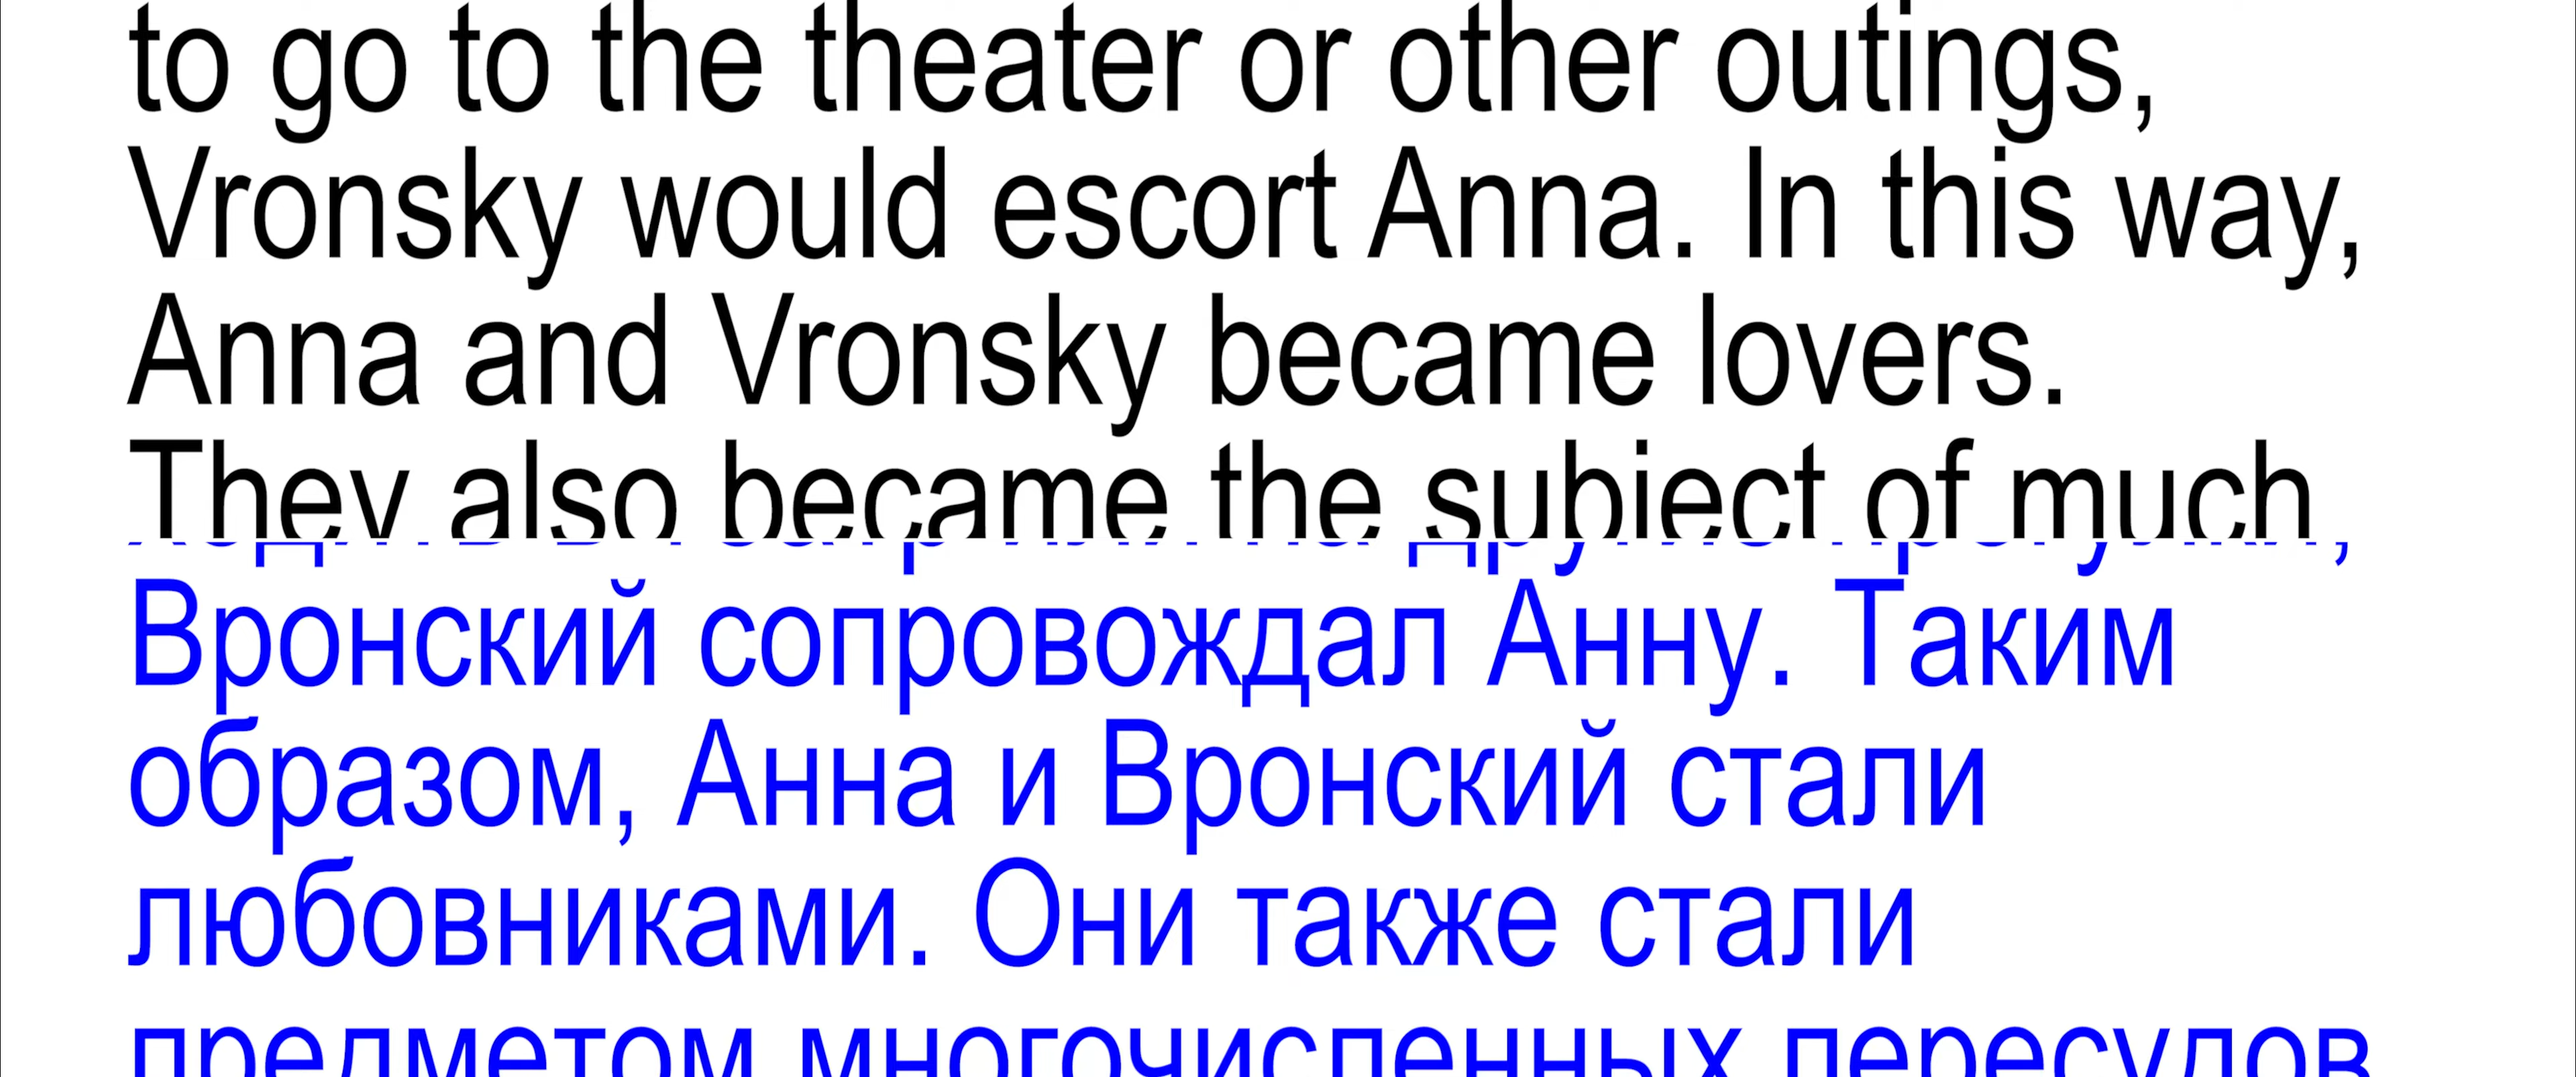 to go to the theater or other outings,
Vronsky would escort Anna. In this way,
Anna and Vronsky became lovers.
They also became the subject of much
Вронский сопровождал Анну. Таким
образом, Анна и Вронский стали
любовниками. Они также стали
предметом многочисленных пересудов